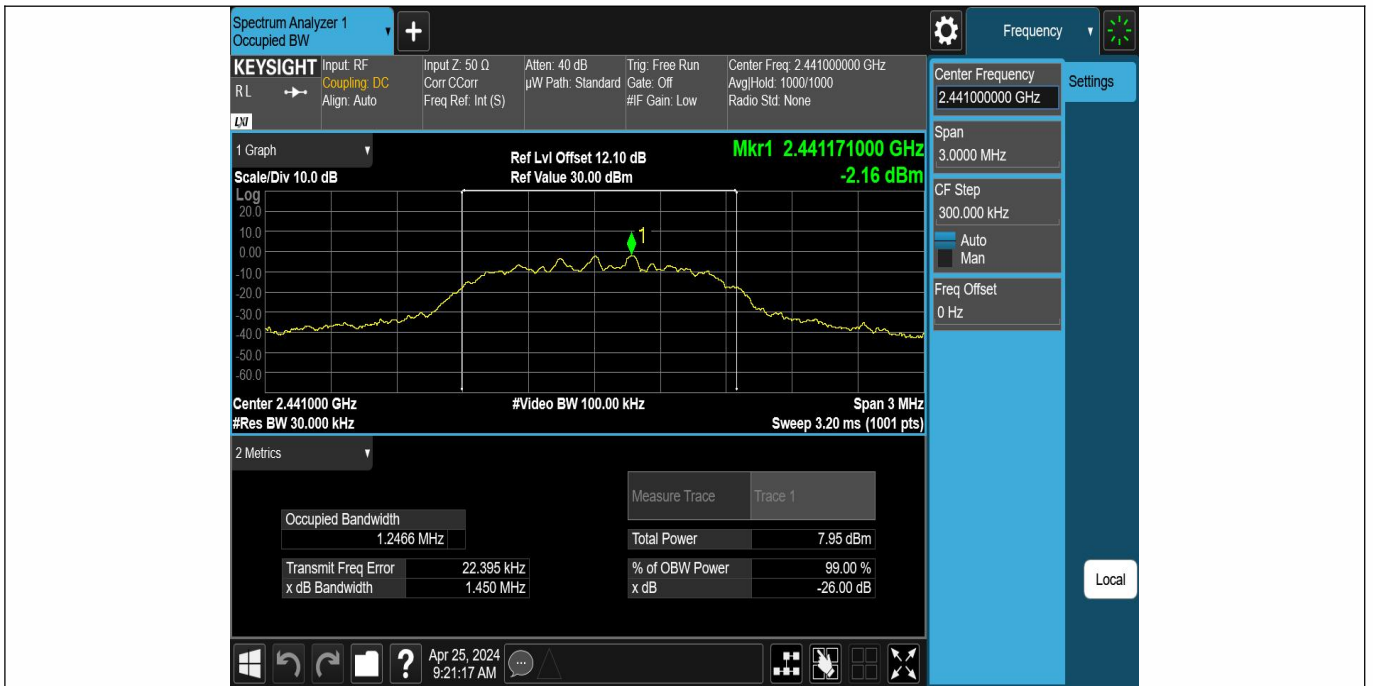 Spectrum Analyzer 1
Occupied BW
+
Frequency
KEYSIGHT
RL
LXI
Input: RF
Coupling: DC
Align: Auto
Input Z: 50 Ω
Corr CCorr
Freq Ref: Int (S)
Atten: 40 dB
µW Path: Standard
Trig: Free Run
Gate: Off
#IF Gain: Low
Center Freq: 2.441000000 GHz
Avg|Hold: 1000/1000
Radio Std: None
Center Frequency
2.441000000 GHz
Settings
Span
3.0000 MHz
CF Step
300.000 kHz
Auto
Man
Freq Offset
0 Hz
Local
1 Graph
Scale/Div 10.0 dB
Ref Lvl Offset 12.10 dB
Ref Value 30.00 dBm
Mkr1 2.441171000 GHz
-2.16 dBm
Log
20.0
10.0
0.00
-10.0
-20.0
-30.0
-40.0
-50.0
-60.0
1
Center 2.441000 GHz
#Video BW 100.00 kHz
Span 3 MHz
#Res BW 30.000 kHz
Sweep 3.20 ms (1001 pts)
2 Metrics
Measure Trace
Trace 1
Occupied Bandwidth
1.2466 MHz
Total Power
7.95 dBm
Transmit Freq Error
22.395 kHz
% of OBW Power
99.00 %
x dB Bandwidth
1.450 MHz
x dB
-26.00 dB
?
Apr 25, 2024
9:21:17 AM